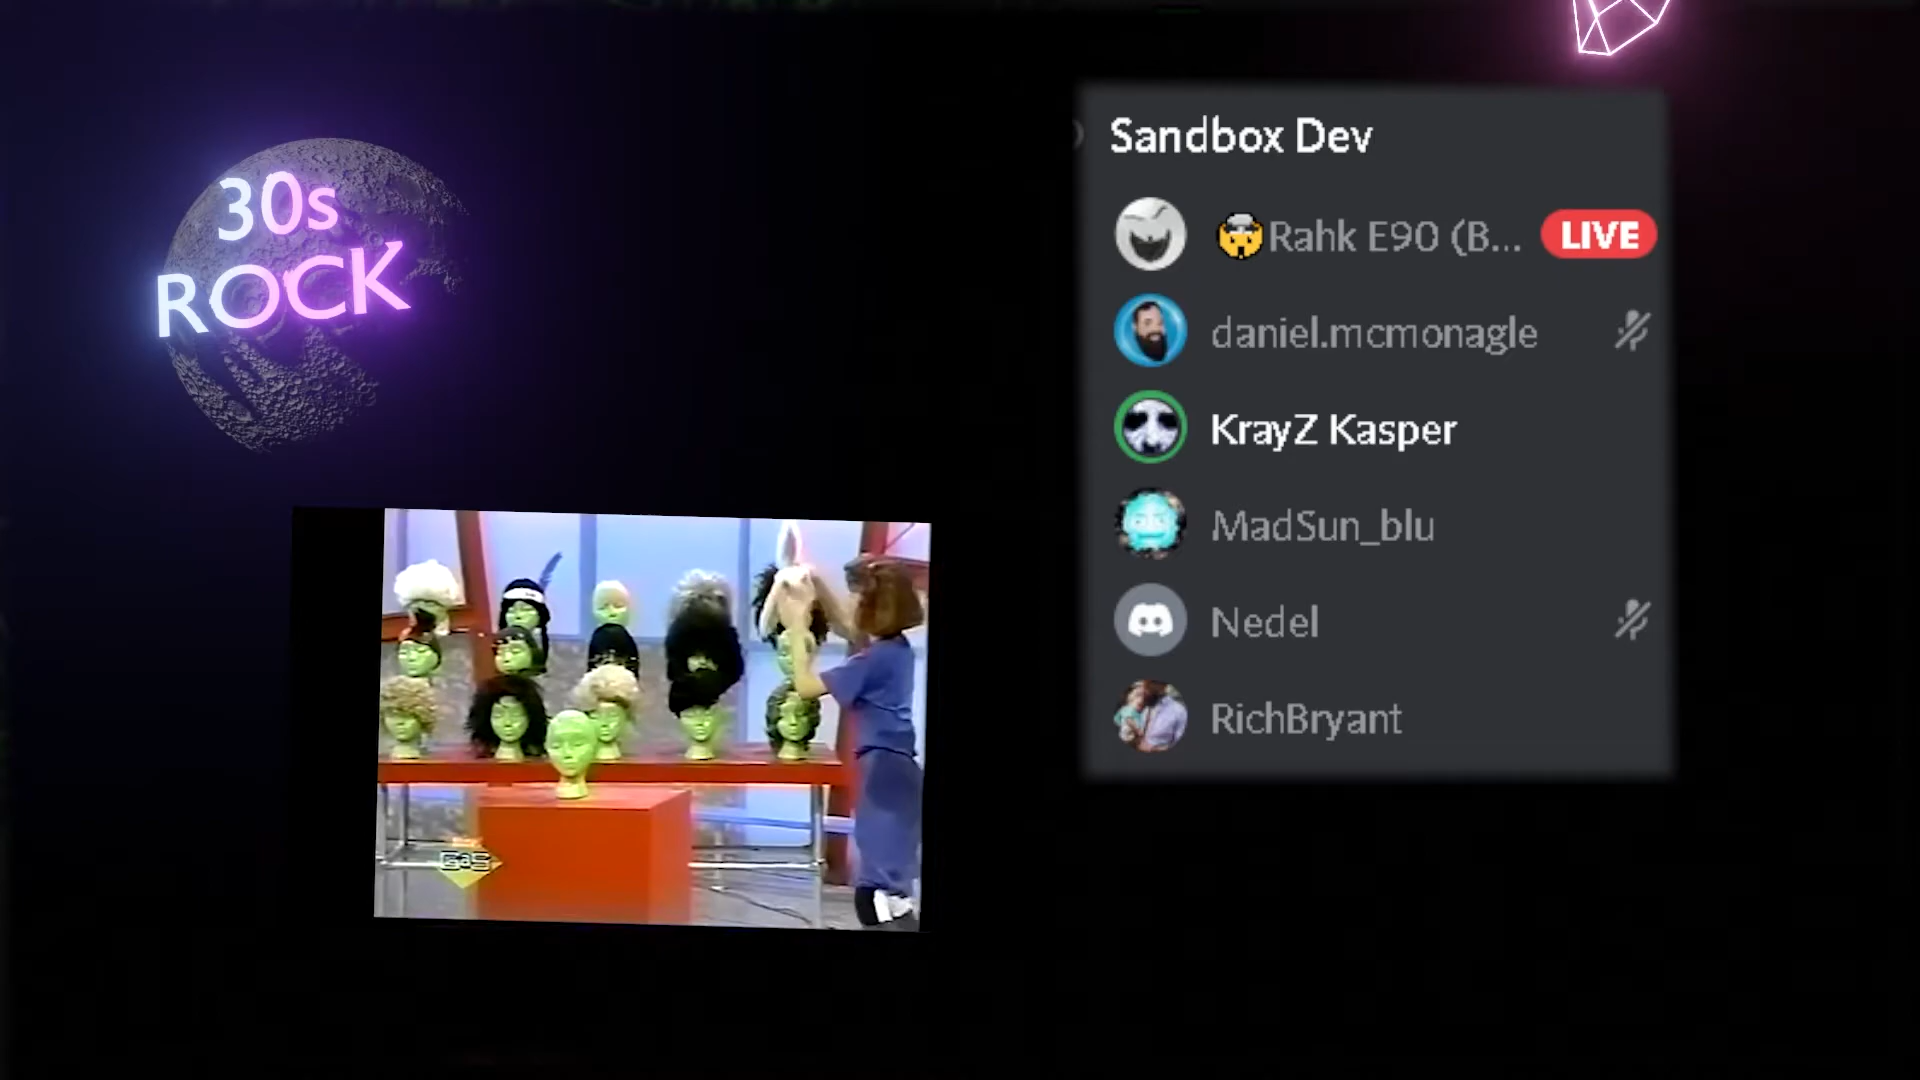 30s
ROCK
Sandbox Dev
Rahk E90 (B...
LIVE
daniel.mcmonagle
KrayZ Kasper
MadSun_blu
Nedel
RichBryant